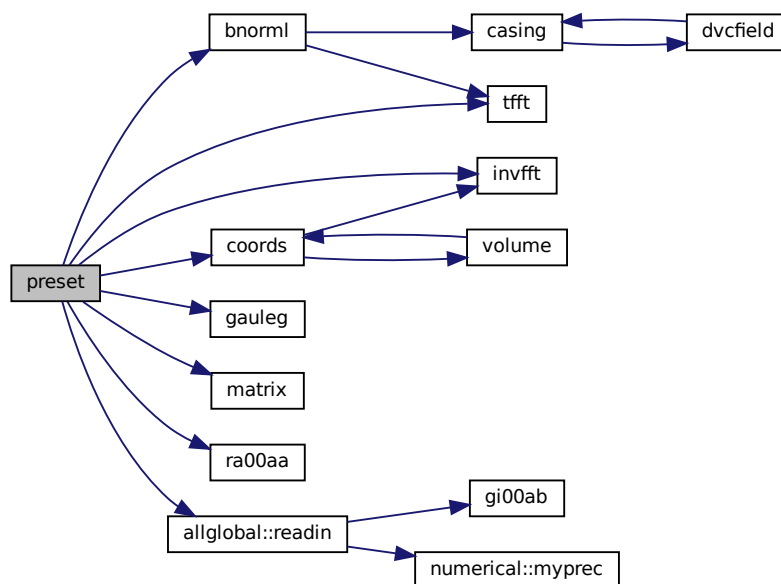 preset
bnorml
casing
dvcfield
tfft
invfft
coords
volume
gauleg
matrix
ra00aa
allglobal::readin
gi00ab
numerical::myprec